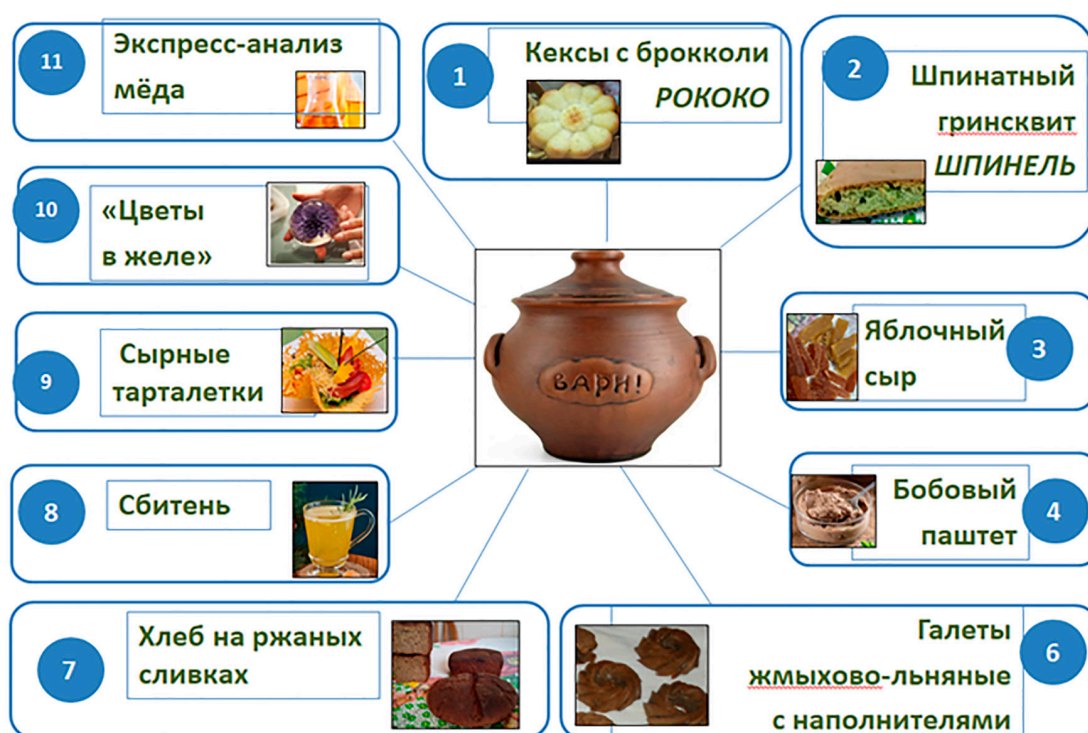 11
Экспресс-анализ
мёда
1
Кексы с брокколи
РОКОКО
2
Шпинатный
гринсквит
ШПИНЕЛЬ
10
«Цветы
в желе»
3
Яблочный
сыр
9
Сырные
тарталетки
ВАРИ!
8
Сбитень
4
Бобовый
паштет
7
Хлеб на ржаных
сливках
6
Галеты
жмыхово-льняные
с наполнителями